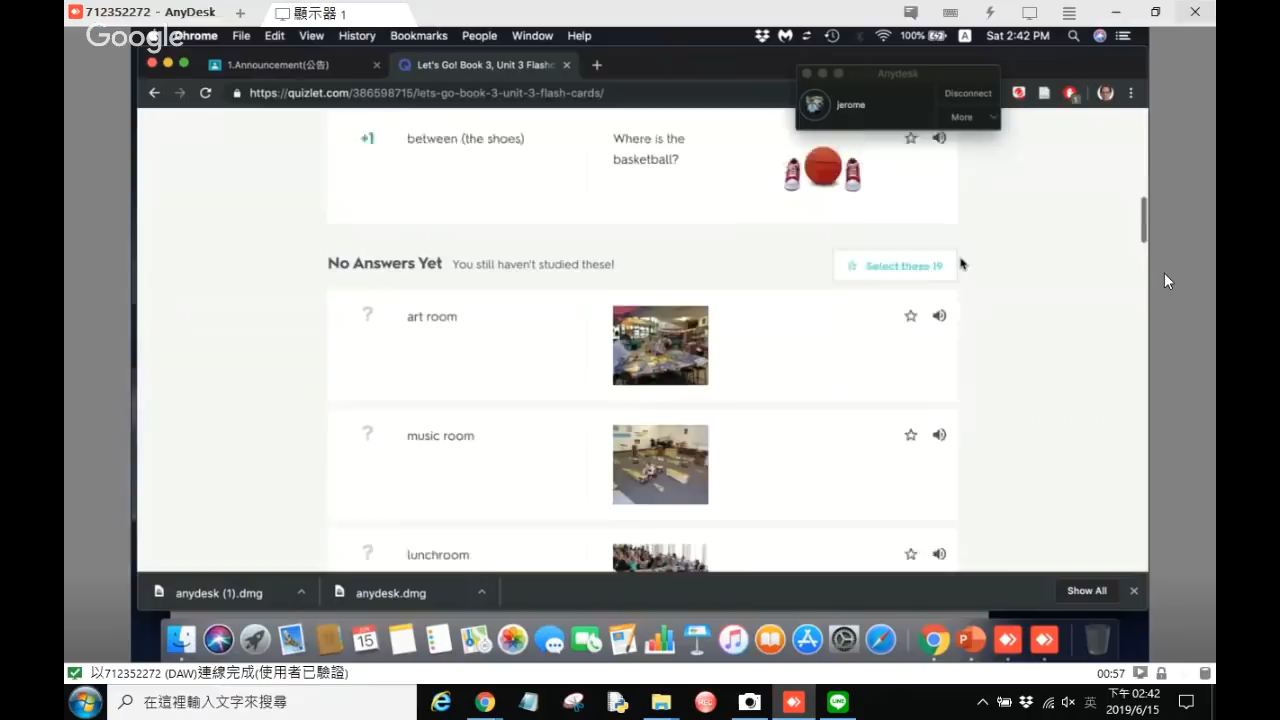 712352272 - AnyDesk
顯示器 1
Google
Chrome File Edit View History Bookmarks People Window Help
100% A Sat 2:42 PM
1.Announcement(公告)
Let's Go! Book 3, Unit 3 Flashc
Anydesk
https://quizlet.com/386598715/lets-go-book-3-unit-3-flash-cards/
jerome
Disconnect
More
+1 between (the shoes) Where is the
basketball?
No Answers Yet You still haven't studied these! Select these 19
? art room
? music room
? lunchroom
anydesk (1).dmg
anydesk.dmg
Show All
15
以712352272 (DAW)連線完成(使用者已驗證)
00:57
在這裡輸入文字來搜尋
REC
LINE
英
下午 02:42
2019/6/15